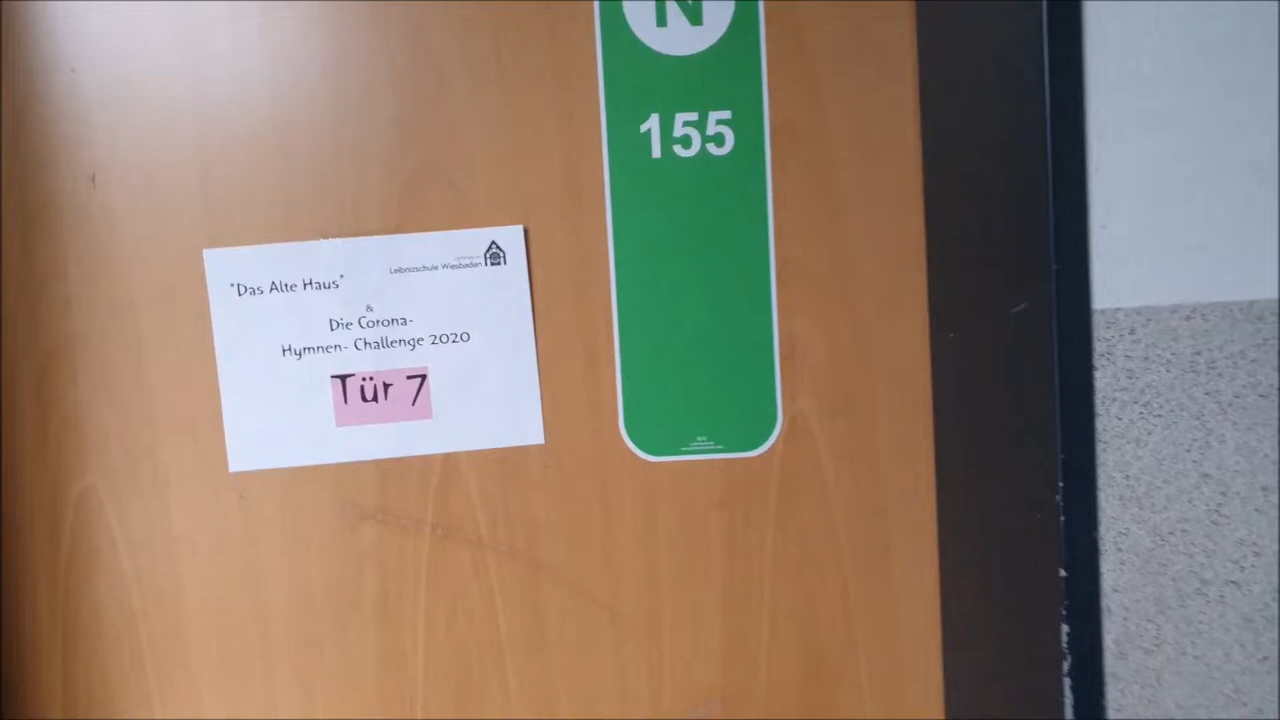 N
155
Leibnizschule Wiesbaden
"Das Alte Haus"
&
Die Corona-
Hymnen- Challenge 2020
Tür 7